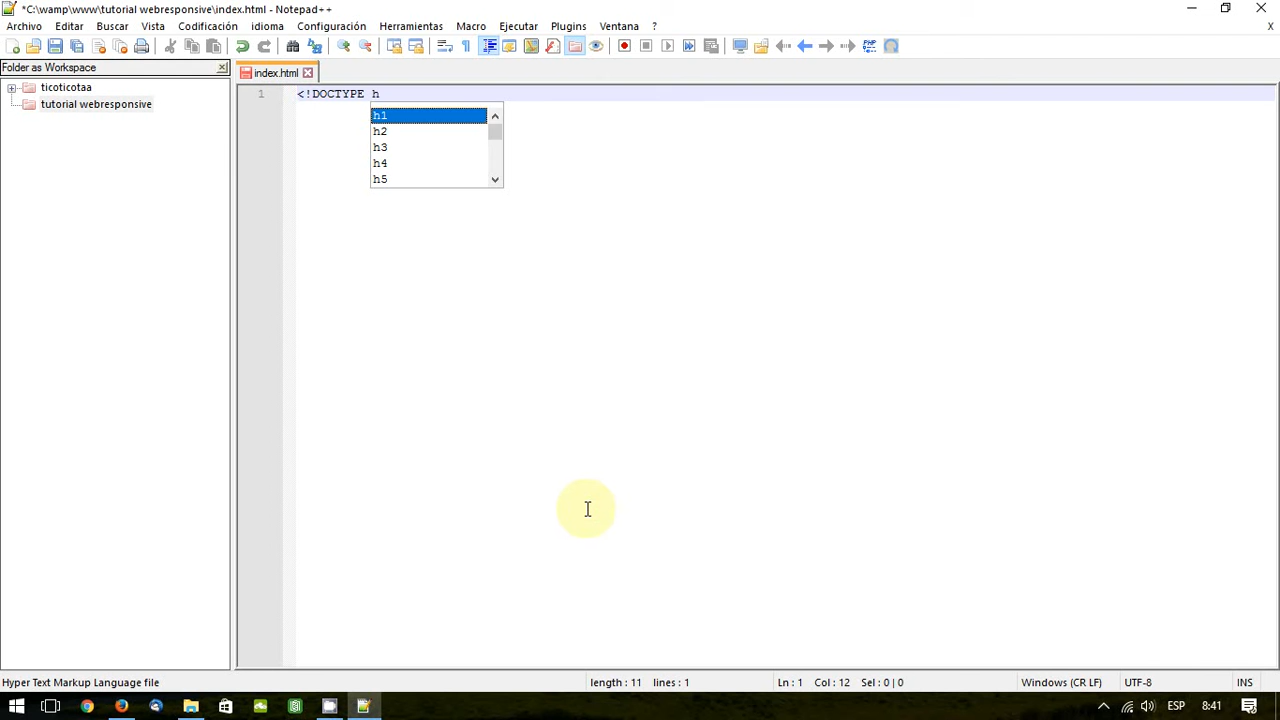 *C:\wamp\www\tutorial webresponsive\index.html - Notepad++
Archivo Editar Buscar Vista Codificación idioma Configuración Herramientas Macro Ejecutar Plugins Ventana ? X
Folder as Workspace
index.html
ticoticotaa
tutorial webresponsive
1 <!DOCTYPE h
h1
h2
h3
h4
h5
Hyper Text Markup Language file length : 11 lines : 1 Ln : 1 Col : 12 Sel : 0 | 0 Windows (CR LF) UTF-8 INS
ESP 8:41